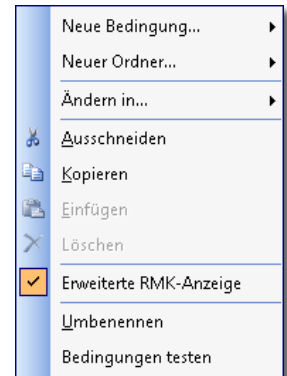 Neue Bedingung...
Neuer Ordner...
Ändern in...
Ausschneiden
Kopieren
Einfügen
Löschen
Erweiterte RMK-Anzeige
Umbenennen
Bedingungen testen